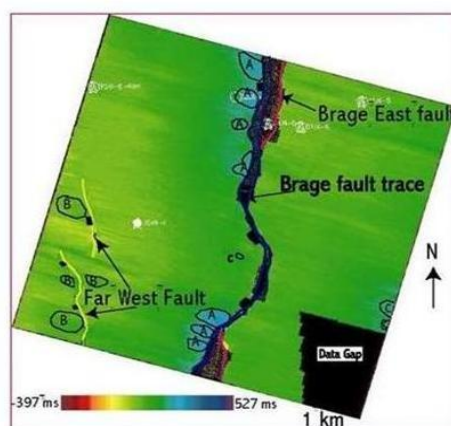 A
A
A
A
Brage East fault
Brage fault trace
B
C
N
B
B
Far West Fault
B
A
A
A
C
Data Gap
-397 ms
527 ms
1 km